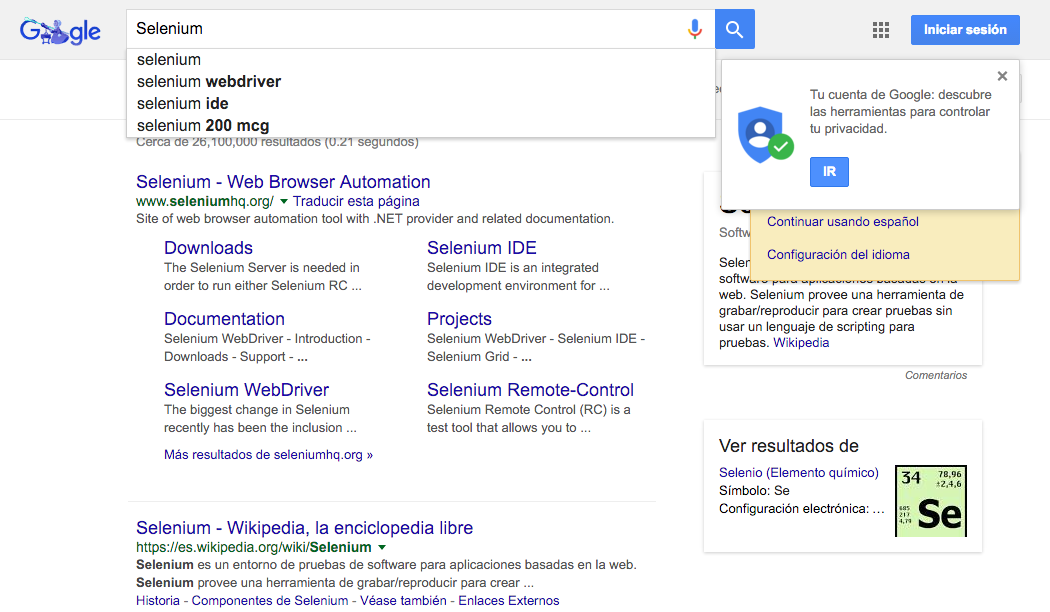 Google
Selenium
Iniciar sesión
selenium
selenium webdriver
selenium ide
selenium 200 mcg
Tu cuenta de Google: descubre
las herramientas para controlar
tu privacidad.
IR
Cerca de 26,100,000 resultados (0.21 segundos)
Selenium - Web Browser Automation
www.seleniumhq.org/ Traducir esta página
Site of web browser automation tool with .NET provider and related documentation.
Downloads
The Selenium Server is needed in
order to run either Selenium RC ...
Selenium IDE
Selenium IDE is an integrated
development environment for ...
Documentation
Selenium WebDriver - Introduction -
Downloads - Support - ...
Projects
Selenium WebDriver - Selenium IDE -
Selenium Grid - ...
Selenium WebDriver
The biggest change in Selenium
recently has been the inclusion ...
Selenium Remote-Control
Selenium Remote Control (RC) is a
test tool that allows you to ...
Más resultados de seleniumhq.org »
Selenium - Wikipedia, la enciclopedia libre
https://es.wikipedia.org/wiki/Selenium
Selenium es un entorno de pruebas de software para aplicaciones basadas en la web.
Selenium provee una herramienta de grabar/reproducir para crear ...
Historia - Componentes de Selenium - Véase también - Enlaces Externos
Continuar usando español
Configuración del idioma
software para aplicaciones basadas en la
web. Selenium provee una herramienta de
grabar/reproducir para crear pruebas sin
usar un lenguaje de scripting para
pruebas. Wikipedia
Comentarios
Ver resultados de
Selenio (Elemento químico)
Símbolo: Se
Configuración electrónica: ...
34 78,96
±2,4,6
685
217
4,79
Se